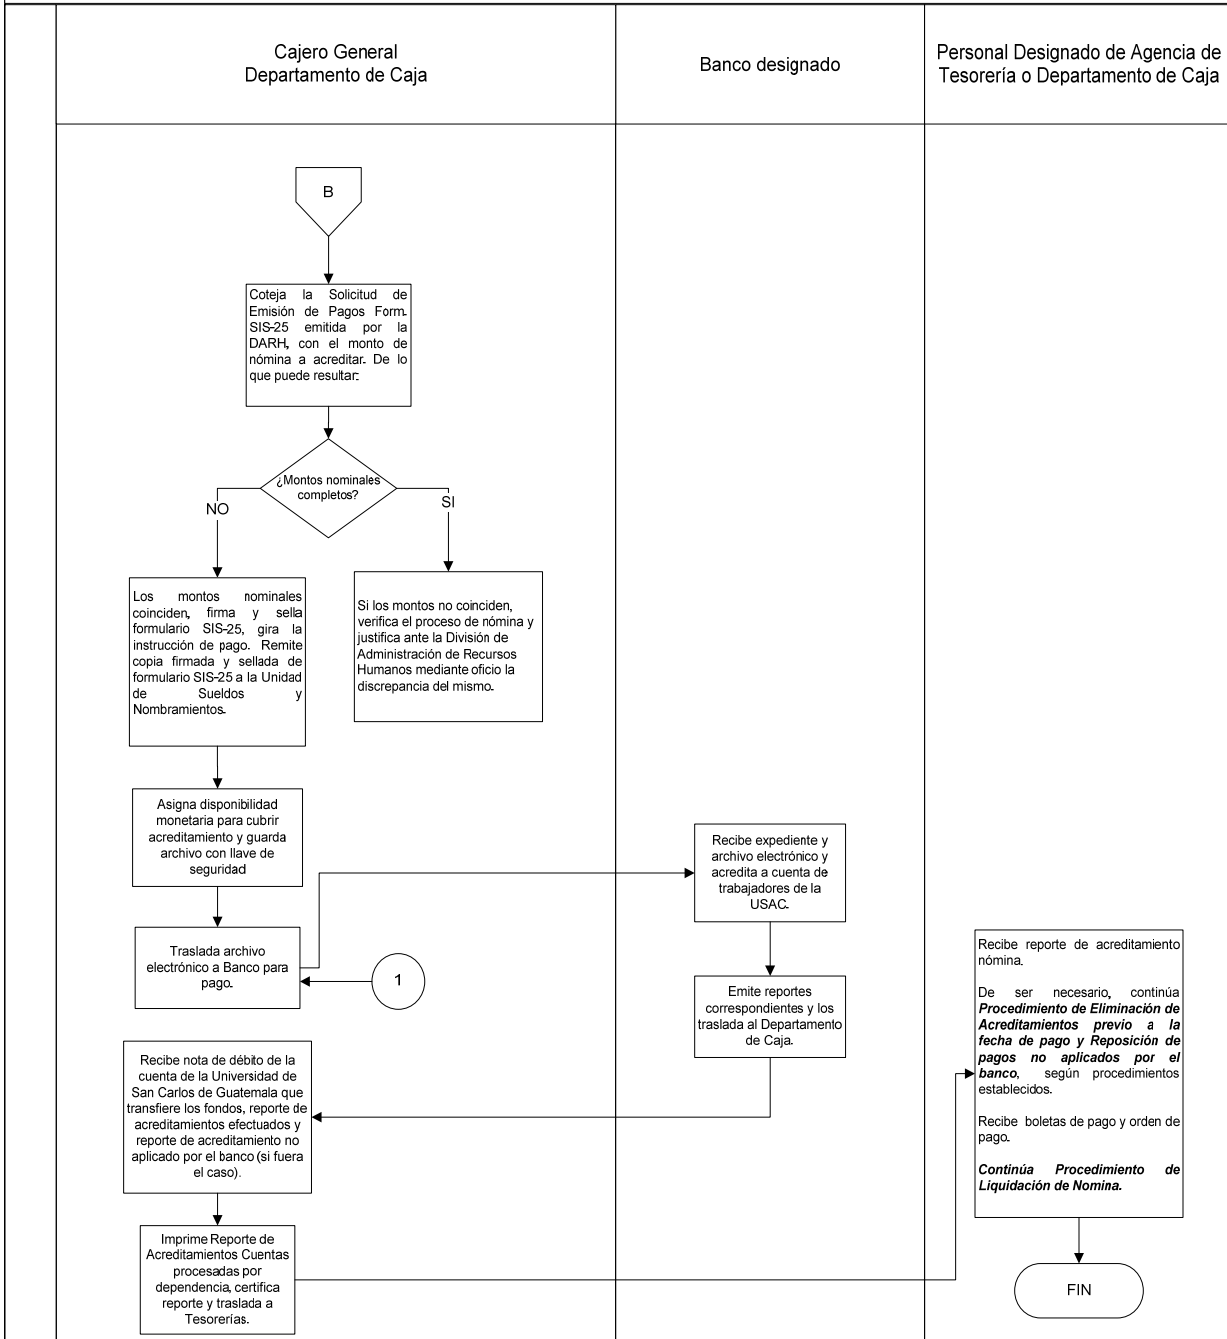 Cajero General
Departamento de Caja
Banco designado
Personal Designado de Agencia de
Tesorería o Departamento de Caja
B
Coteja la Solicitud de
Emisión de Pagos Form.
SIS-25 emitida por la
DARH, con el monto de
nómina a acreditar. De lo
que puede resultar:
¿Montos nominales
completos?
NO
SI
Los montos nominales
coinciden, firma y sella
formulario SIS-25, gira la
instrucción de pago. Remite
copia firmada y sellada de
formulario SIS-25 a la Unidad
de Sueldos y
Nombramientos.
Si los montos no coinciden,
verifica el proceso de nómina y
justifica ante la División de
Administración de Recursos
Humanos mediante oficio la
discrepancia del mismo.
Asigna disponibilidad
monetaria para cubrir
acreditamiento y guarda
archivo con llave de
seguridad
Traslada archivo
electrónico a Banco para
pago.
1
Recibe expediente y
archivo electrónico y
acredita a cuenta de
trabajadores de la
USAC.
Emite reportes
correspondientes y los
traslada al Departamento
de Caja.
Recibe nota de débito de la
cuenta de la Universidad de
San Carlos de Guatemala que
transfiere los fondos, reporte de
acreditamientos efectuados y
reporte de acreditamiento no
aplicado por el banco (si fuera
el caso).
Imprime Reporte de
Acreditamientos Cuentas
procesadas por
dependencia, certifica
reporte y traslada a
Tesorerías.
Recibe reporte de acreditamiento
nómina.
De ser necesario, continúa
Procedimiento de Eliminación de
Acreditamientos previo a la
fecha de pago y Reposición de
pagos no aplicados por el
banco, según procedimientos
establecidos.
Recibe boletas de pago y orden de
pago.
Continúa Procedimiento de
Liquidación de Nomina.
FIN